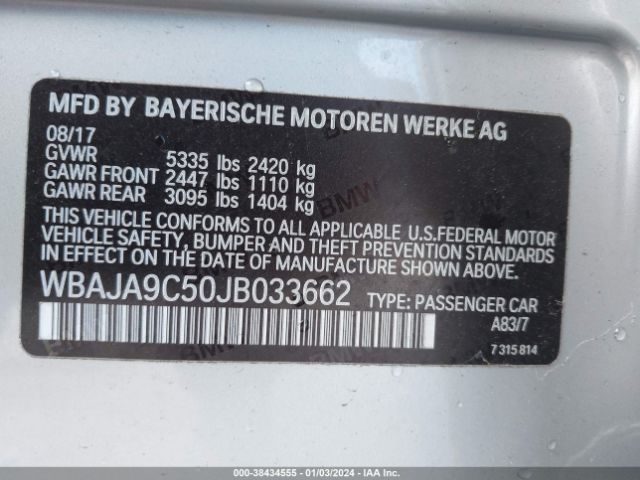 MFD BY BAYERISCHE MOTOREN WERKE AG
08/17
GVWR 5335 lbs 2420 kg
GAWR FRONT 2447 lbs 1110 kg
GAWR REAR 3095 lbs 1404 kg
THIS VEHICLE CONFORMS TO ALL APPLICABLE U.S.FEDERAL MOTOR
VEHICLE SAFETY, BUMPER AND THEFT PREVENTION STANDARDS
IN EFFECT ON THE DATE OF MANUFACTURE SHOWN ABOVE.
WBAJA9C50JB033662 TYPE: PASSENGER CAR
A83/7
7 315 814
000-38434555 - 01/03/2024 - IAAI.COM